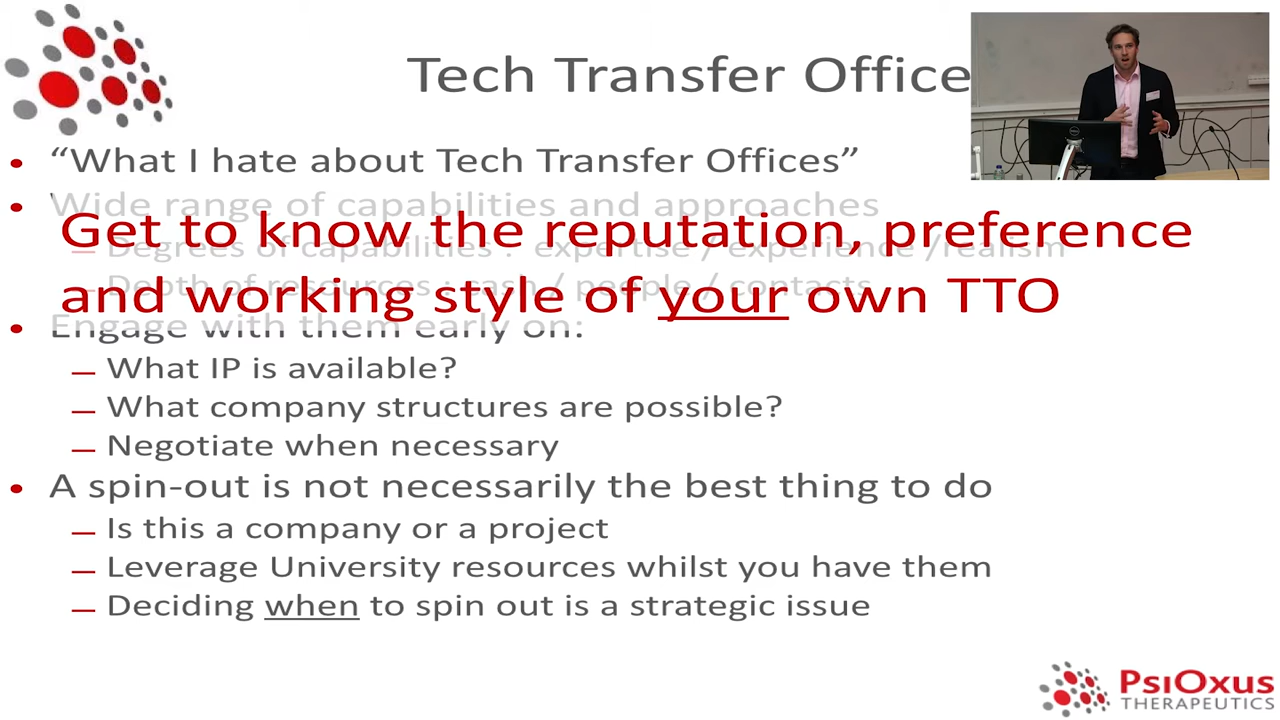 Tech Transfer Office
“What I hate about Tech Transfer Offices”
Wide range of capabilities and approaches
Get to know the reputation, preference
– Degrees of capabilities : expertise / experience /realism
– Depth of resources : cash / people / contacts
and working style of your own TTO
Engage with them early on:
– What IP is available?
– What company structures are possible?
– Negotiate when necessary
A spin-out is not necessarily the best thing to do
– Is this a company or a project
– Leverage University resources whilst you have them
– Deciding when to spin out is a strategic issue
PsiOxus
THERAPEUTICS